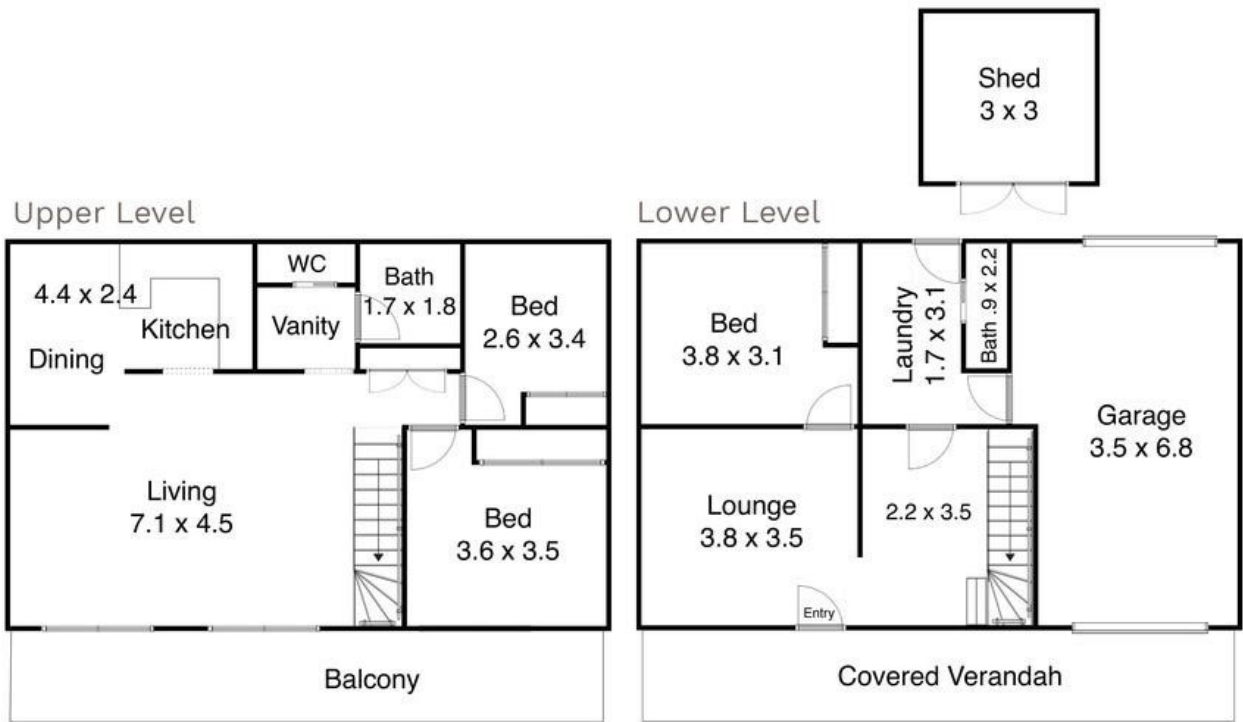 Shed
3 x 3
Upper Level
WC
Bath
1.7 x 1.8
4.4 x 2.4
Kitchen
Vanity
Dining
Bed
2.6 x 3.4
Living
7.1 x 4.5
Bed
3.6 x 3.5
Balcony
Lower Level
Bed
3.8 x 3.1
Laundry
1.7 x 3.1
Bath .9 x 2.2
Garage
3.5 x 6.8
Lounge
3.8 x 3.5
2.2 x 3.5
Entry
Covered Verandah